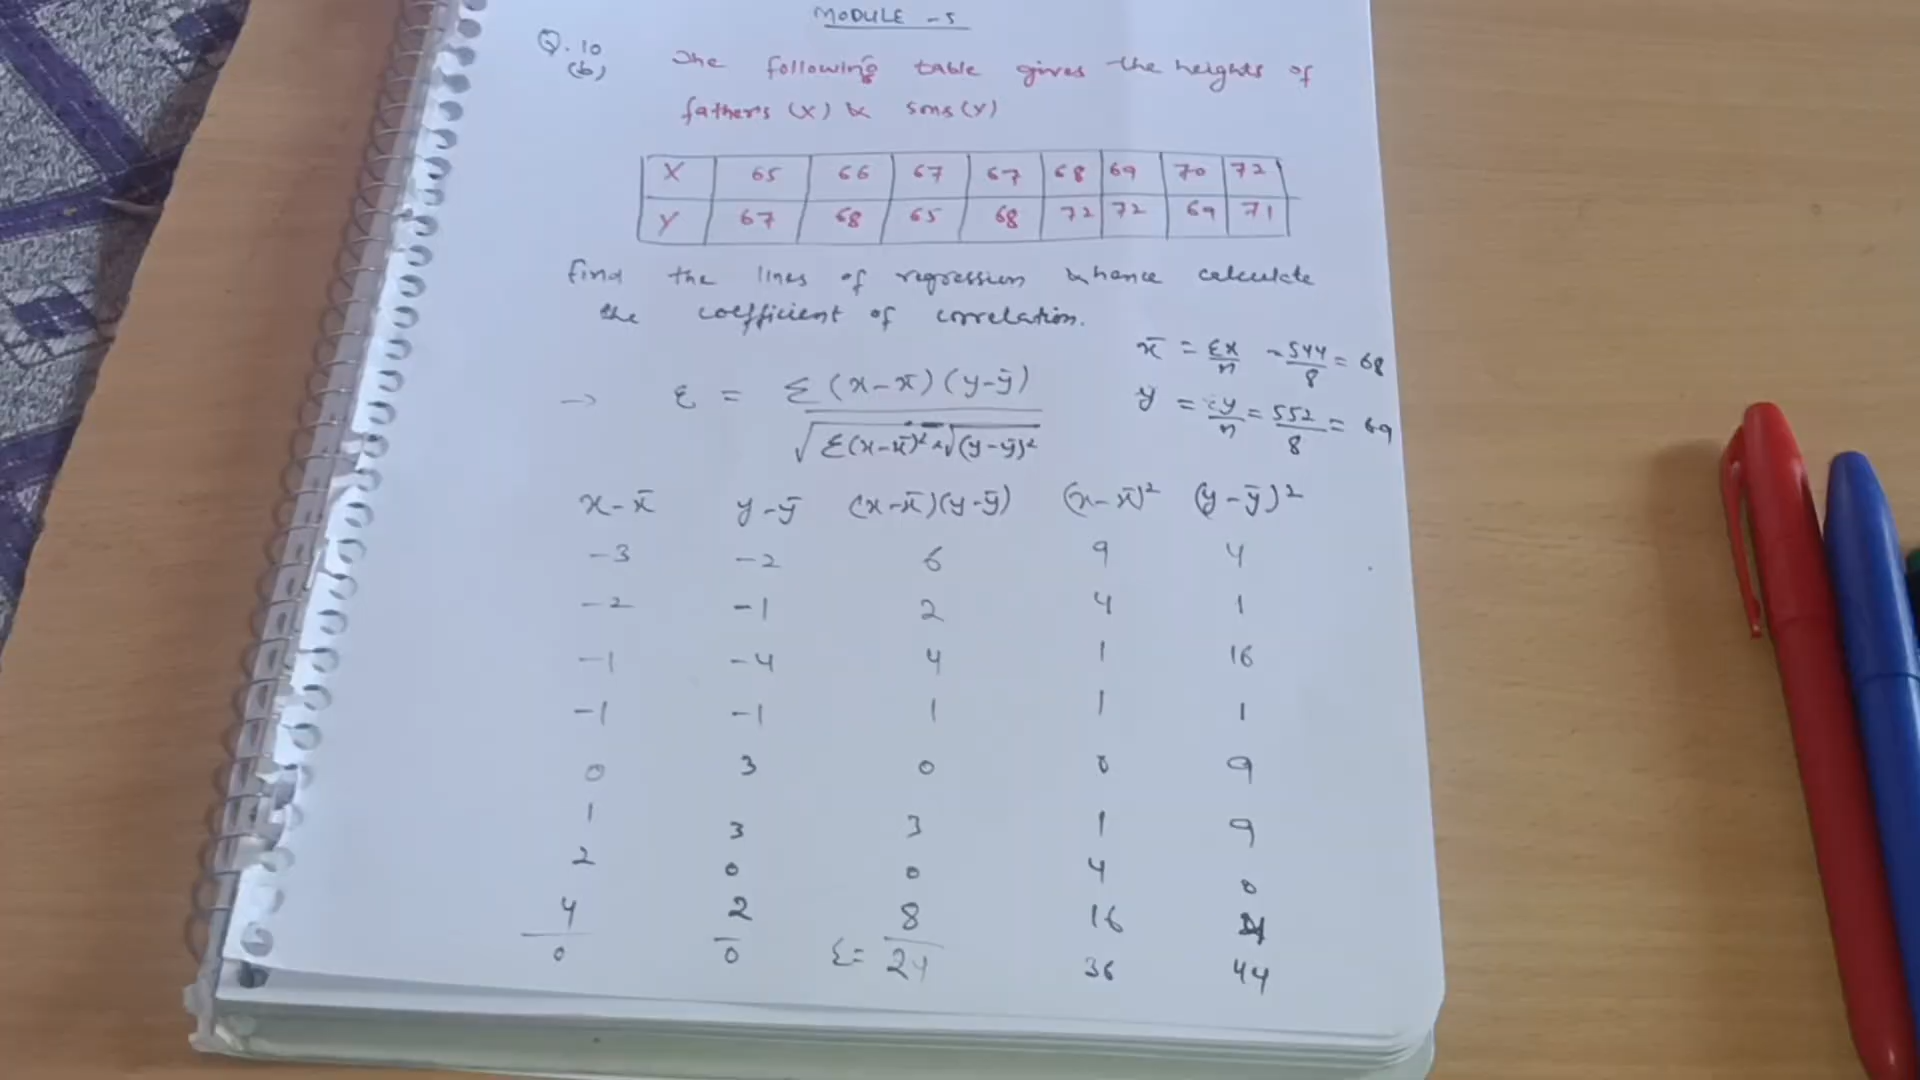 MODULE - 5
Q. 10 (b) The following table gives the heights of
fathers (x) & sons (y)
X 65 66 67 67 68 69 70 72
Y 67 68 65 68 72 72 69 71
find the lines of regression & hence calculate
the coefficient of correlation.
x̄ = Σx/n = 544/8 = 68
ȳ = Σy/n = 552/8 = 69
→ ε = Σ(x-x̄)(y-ȳ) / √Σ(x-x̄)² × √(y-ȳ)²
x-x̄ y-ȳ (x-x̄)(y-ȳ) (x-x̄)² (y-ȳ)²
-3 -2 6 9 4
-2 -1 2 4 1
-1 -4 4 1 16
-1 -1 1 1 1
0 3 0 0 9
1 3 3 1 9
2 0 0 4 0
4 2 8 16 4
0 0 Σ= 24 36 44